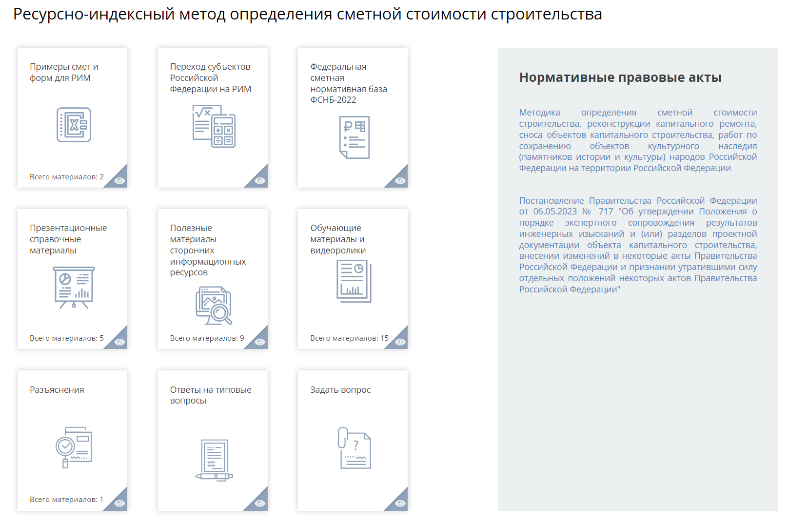 Ресурсно-индексный метод определения сметной стоимости строительства
Примеры смет и
форм для РИМ
Всего материалов: 2
Переход субъектов
Российской
Федерации на РИМ
Федеральная
сметная
нормативная база
ФСНБ-2022
Презентационные
справочные
материалы
Всего материалов: 5
Полезные
материалы
сторонних
информационных
ресурсов
Всего материалов: 9
Обучающие
материалы и
видеоролики
Всего материалов: 15
Разъяснения
Всего материалов: 1
Ответы на типовые
вопросы
Задать вопрос
?
Нормативные правовые акты
Методика определения сметной стоимости
строительства, реконструкции капитального ремонта,
сноса объектов капитального строительства, работ по
сохранению объектов культурного наследия
(памятников истории и культуры) народов Российской
Федерации на территории Российской Федерации
Постановление Правительства Российской Федерации
от 06.05.2023 № 717 "Об утверждении Положения о
порядке экспертного сопровождения результатов
инженерных изысканий и (или) разделов проектной
документации объекта капитального строительства,
внесении изменений в некоторые акты Правительства
Российской Федерации и признании утратившими силу
отдельных положений некоторых актов Правительства
Российской Федерации"